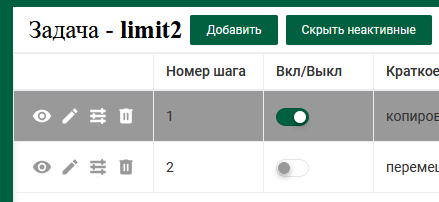 Задача - limit2 Добавить Скрыть неактивные
Номер шага Вкл/Выкл Краткое
1 копиров
2 перемещ